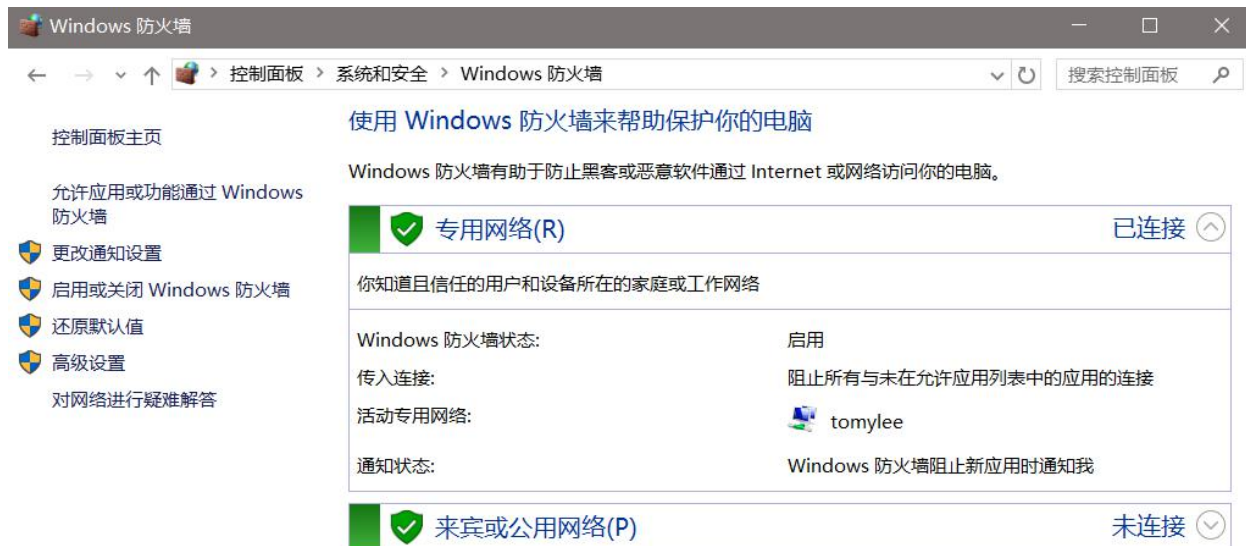 Windows 防火墙
控制面板 > 系统和安全 > Windows 防火墙
搜索控制面板
控制面板主页
允许应用或功能通过 Windows
防火墙
更改通知设置
启用或关闭 Windows 防火墙
还原默认值
高级设置
对网络进行疑难解答
使用 Windows 防火墙来帮助保护你的电脑
Windows 防火墙有助于防止黑客或恶意软件通过 Internet 或网络访问你的电脑。
专用网络(R) 已连接
你知道且信任的用户和设备所在的家庭或工作网络
Windows 防火墙状态: 启用
传入连接: 阻止所有与未在允许应用列表中的应用的连接
活动专用网络: tomylee
通知状态: Windows 防火墙阻止新应用时通知我
来宾或公用网络(P) 未连接